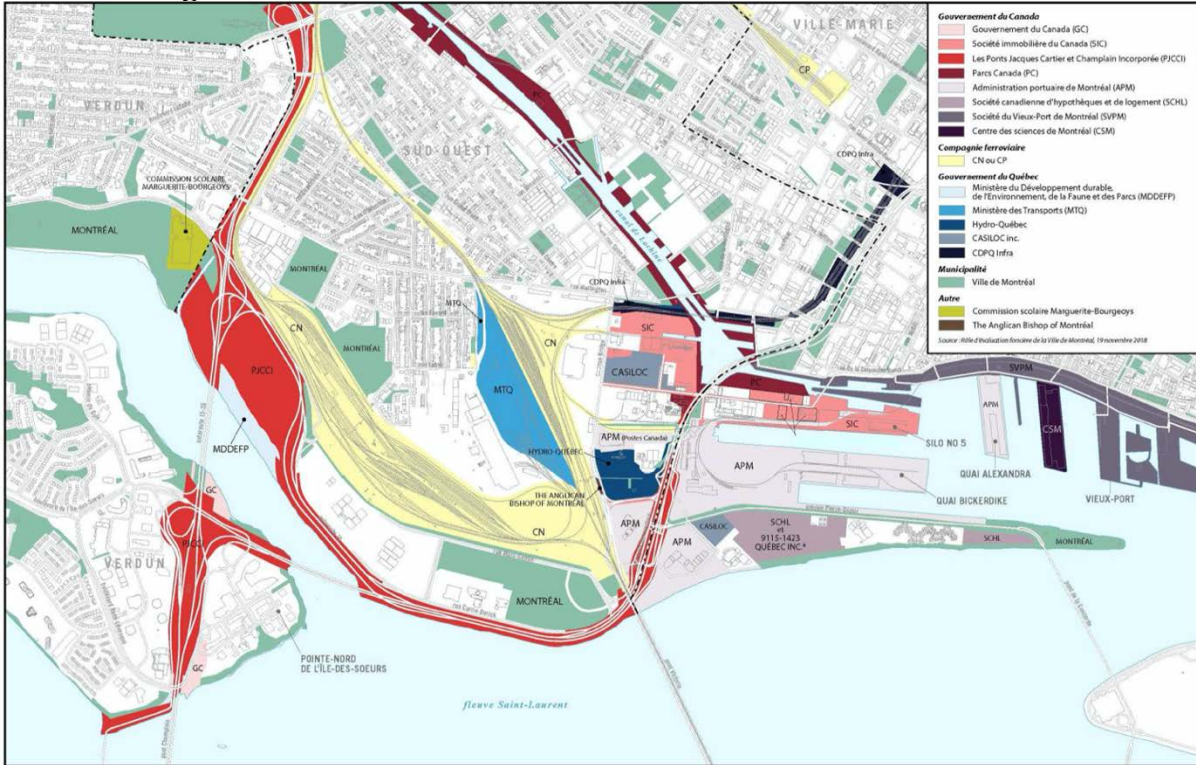 VILLE-MARIE
Gouvernement du Canada
Gouvernement du Canada (GC)
Société immobilière du Canada (SIC)
Les Ponts Jacques Cartier et Champlain Incorporée (PJCCI)
Parcs Canada (PC)
Administration portuaire de Montréal (APM)
Société canadienne d'hypothèques et de logement (SCHL)
Société du Vieux-Port de Montréal (SVPM)
Centre des sciences de Montréal (CSM)
Compagnie ferroviaire
CN ou CP
Gouvernement du Québec
Ministère du Développement durable,
de l'Environnement, de la Faune et des Parcs (MDDEFP)
Ministère des Transports (MTQ)
Hydro-Québec
CASILOC inc.
CDPQ Infra
Municipalité
Ville de Montréal
Autre
Commission scolaire Marguerite-Bourgeoys
The Anglican Bishop of Montréal
Source : Rôle d'évaluation foncière de la Ville de Montréal, 19 novembre 2018
CP
PC
VERDUN
UD-OUEST
CDPQ Infra
COMMISSION SCOLAIRE
MARGUERITE-BOURGEOYS
MONTRÉAL
canal de Lachine
MONTRÉAL
CDPQ Infra
MTQ
CN
SIC
CN
MONTRÉAL
CASILOC
PJCCI
MTQ
PC
SVPM
APM
CSM
SIC
SILO NO 5
MDDEFP
APM (Postes Canada)
HYDRO-QUÉBEC
APM
QUAI ALEXANDRA
VIEUX-PORT
QUAI BICKERDIKE
GC
THE ANGLICAN
BISHOP OF MONTRÉAL
CN
APM
APM
CASILOC
SCHL
et
9115-1423
QUÉBEC INC.*
SCHL
MONTRÉAL
PJCCI
VERDUN
MONTRÉAL
POINTE-NORD
DE L'ÎLE-DES-SOEURS
GC
fleuve Saint-Laurent
pont Champlain
pont Victoria